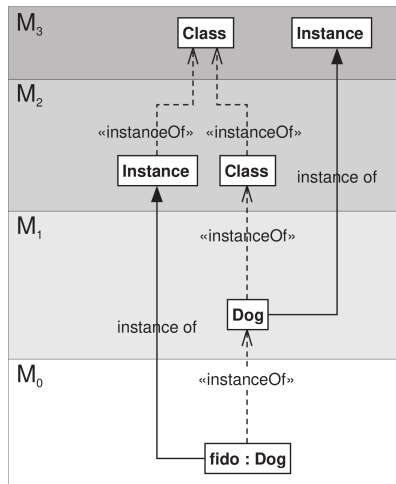 M3
Class
Instance
M2
«instanceOf»
«instanceOf»
Instance
Class
instance of
M1
«instanceOf»
Dog
instance of
M0
«instanceOf»
fido : Dog